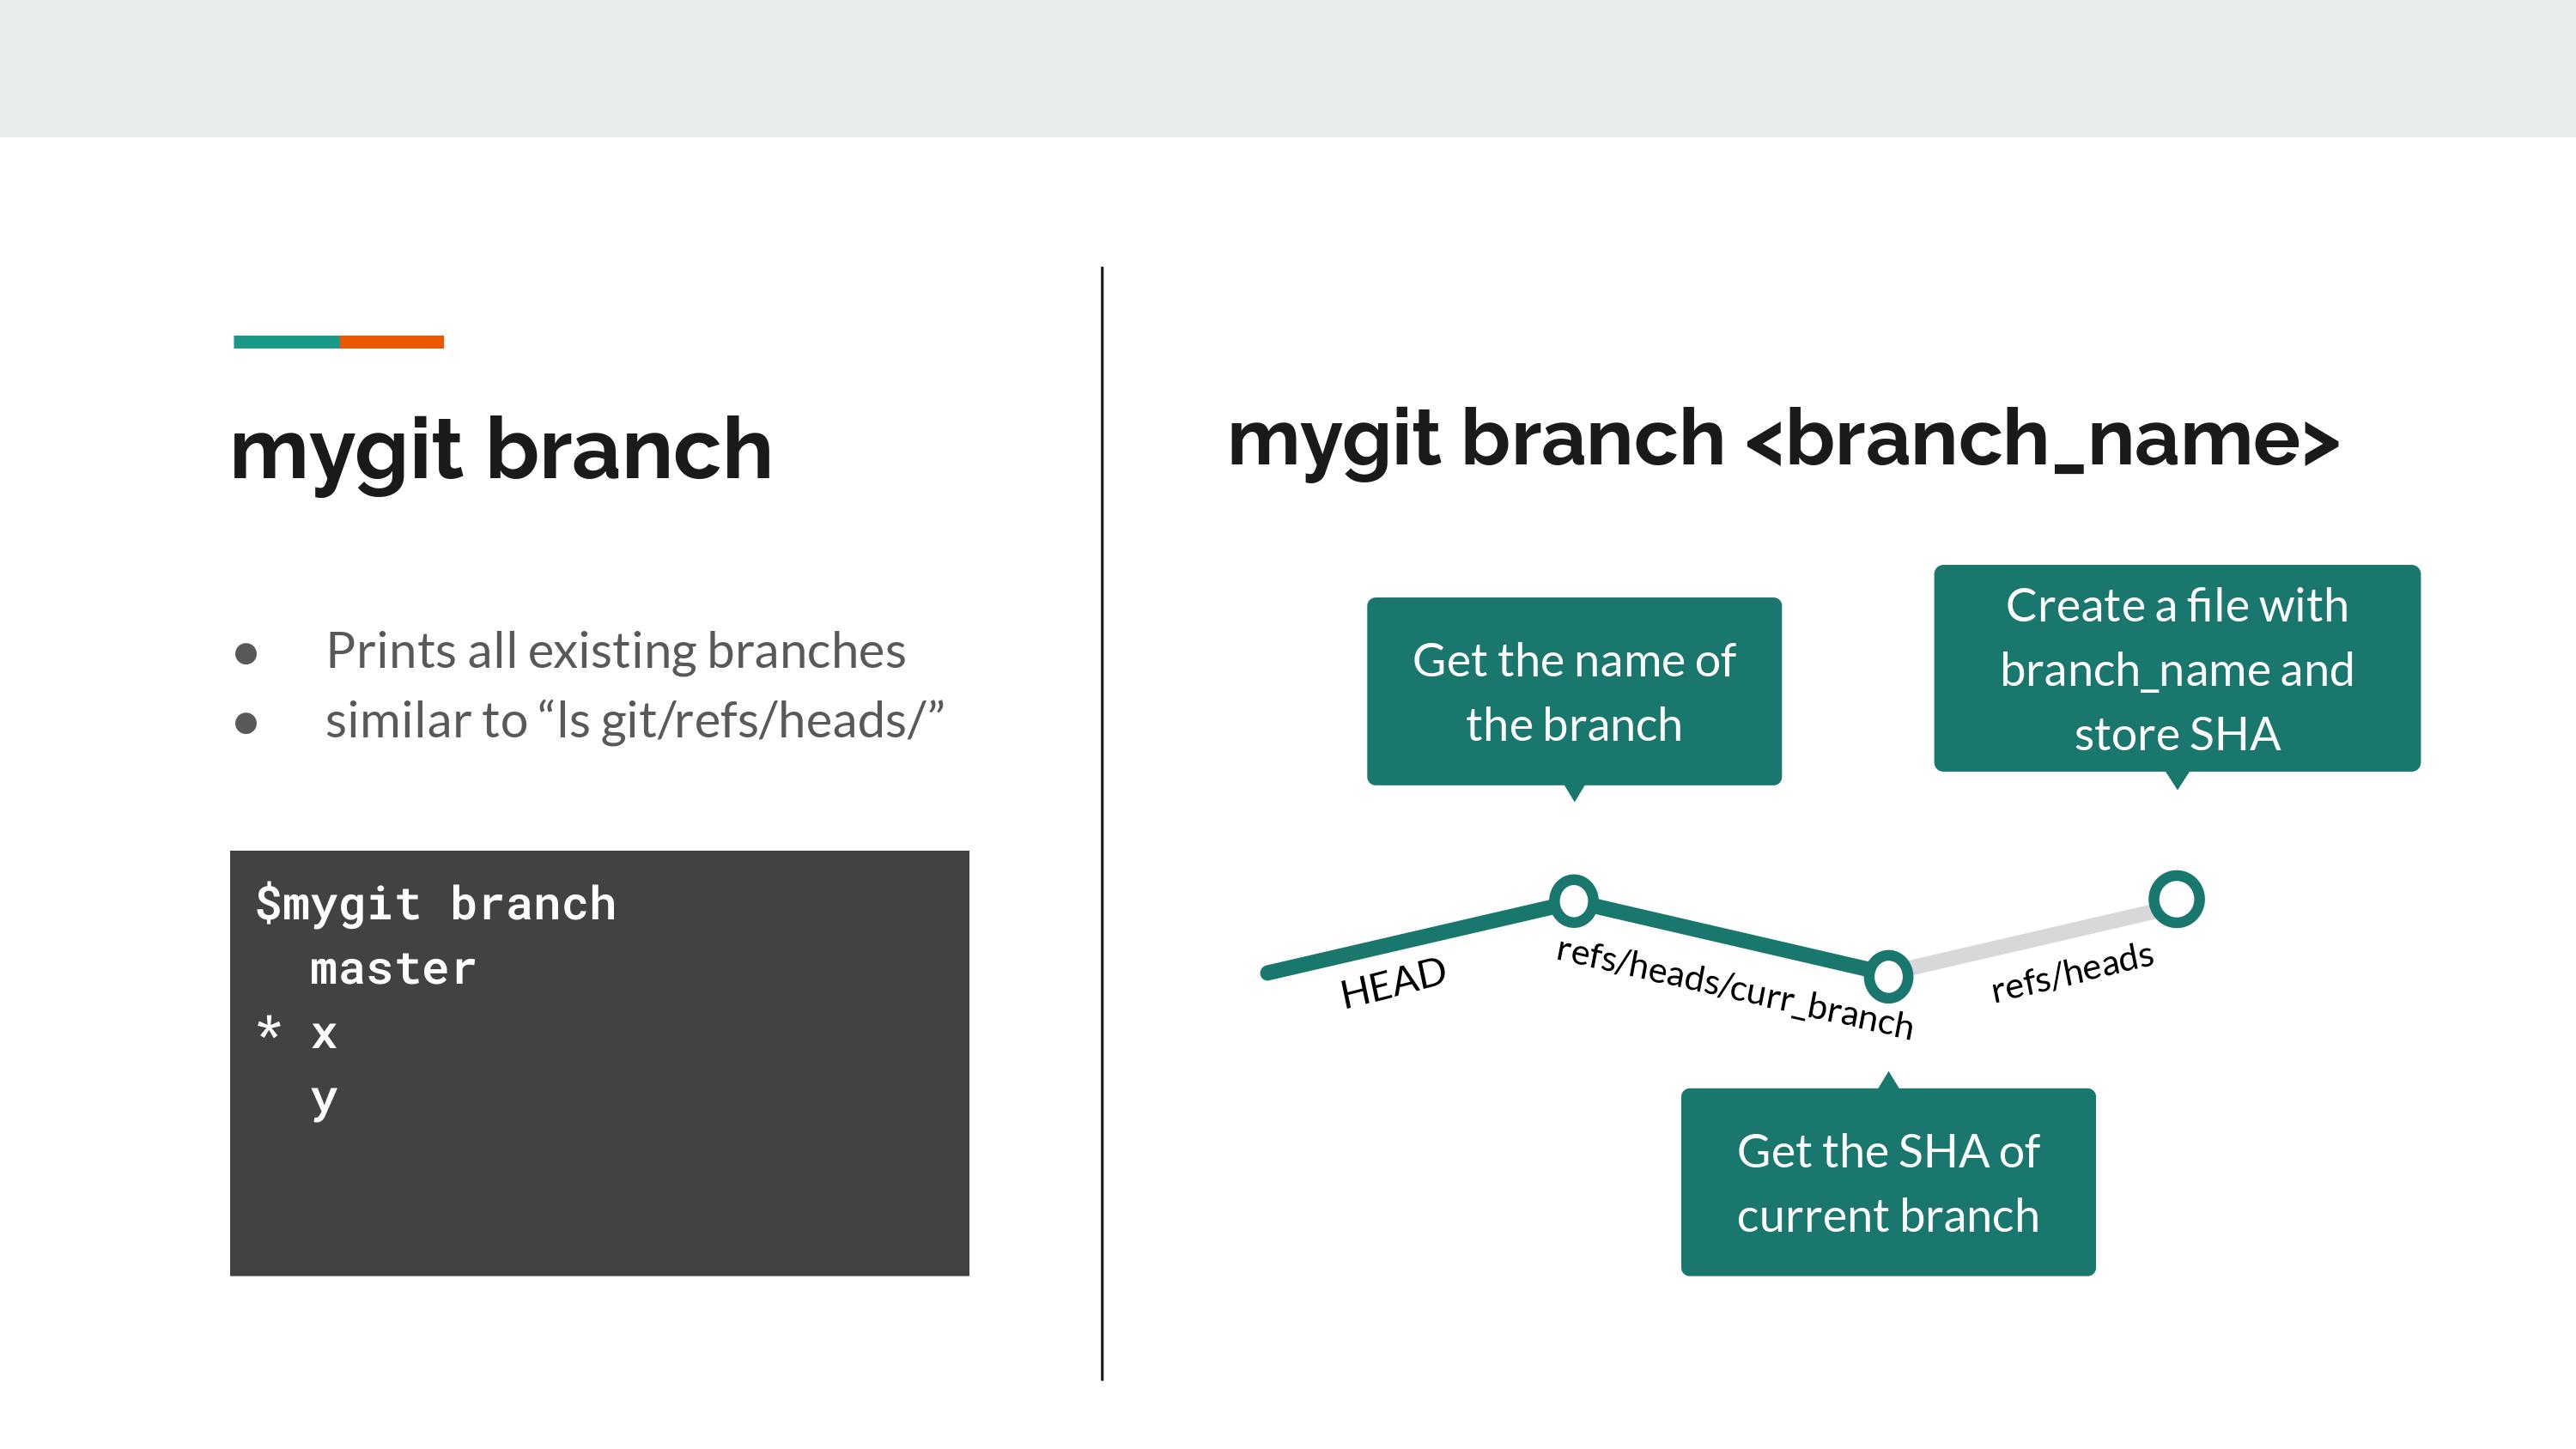 mygit branch
● Prints all existing branches
● similar to “ls git/refs/heads/”
$mygit branch
  master
* x
  y
mygit branch <branch_name>
Get the name of
the branch
Create a file with
branch_name and
store SHA
HEAD
refs/heads/curr_branch
refs/heads
Get the SHA of
current branch